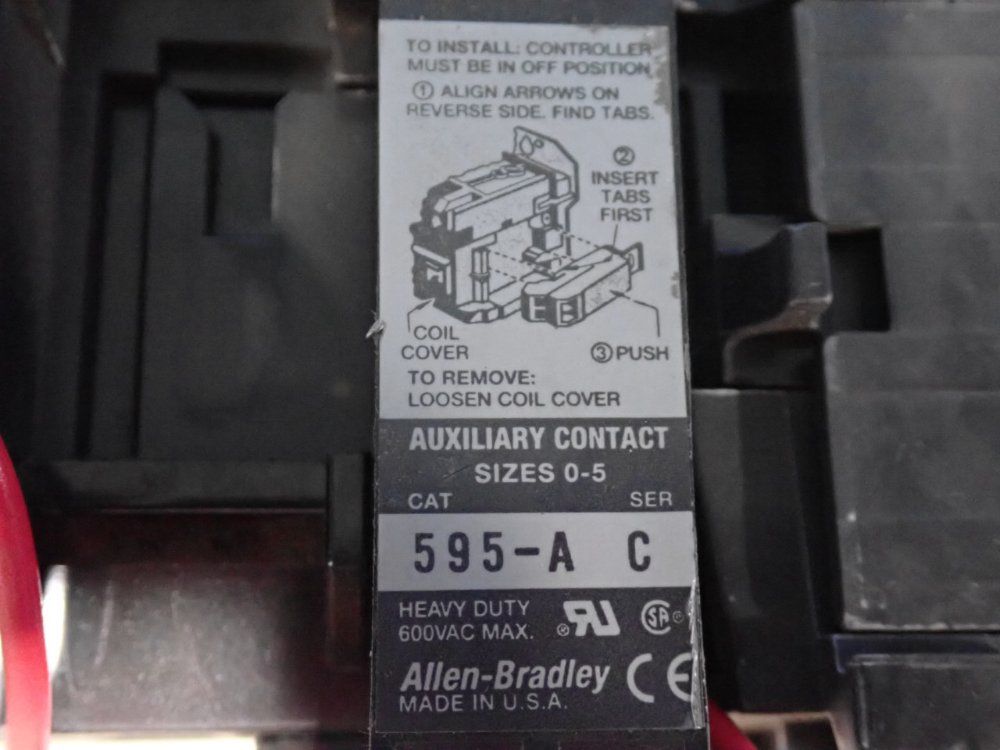 TO INSTALL: CONTROLLER
MUST BE IN OFF POSITION
① ALIGN ARROWS ON
REVERSE SIDE. FIND TABS.
②
INSERT
TABS
FIRST
COIL
COVER
③ PUSH
TO REMOVE:
LOOSEN COIL COVER
AUXILIARY CONTACT
SIZES 0-5
CAT SER
595-A C
HEAVY DUTY
600VAC MAX.
Allen-Bradley CE
MADE IN U.S.A.